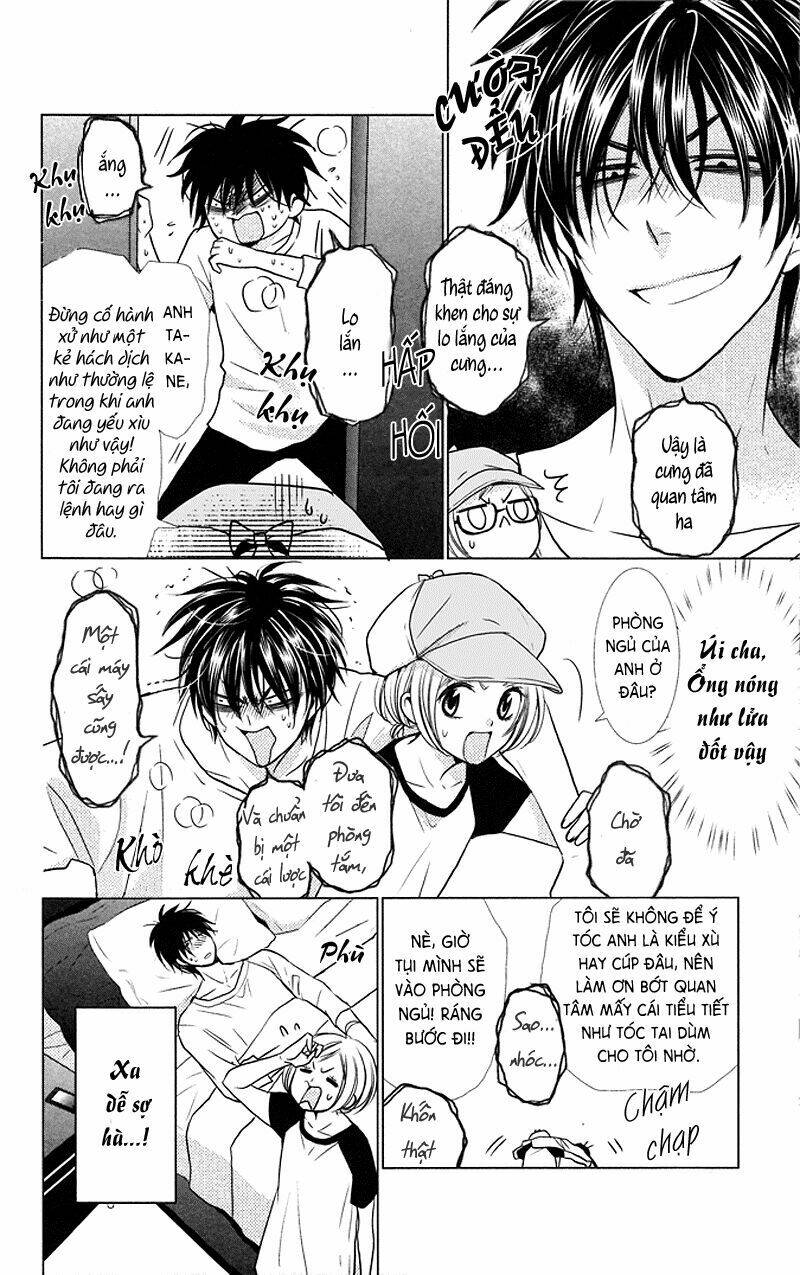 CƯỜI
ĐỂU
Thật đáng
khen cho sự
lo lắng của
cưng...
Vậy là
cưng đã
quan tâm
ha
HẤP
HỐI
Lo
lắn
...
Khụ
khụ
ắng
...
Khụ
khụ
ANH
TA-
KA-
NE,
Đừng cố hành
xử như một
kẻ hách dịch
như thường lệ
trong khi anh
đang yếu xìu
như vậy!
Không phải
tôi đang ra
lệnh hay gì
đâu.
Úi cha,
Ổng nóng
như lửa
đốt vậy
PHÒNG
NGỦ CỦA
ANH Ở
ĐÂU?
Chờ
đã
Đưa
tôi đến
phòng
tắm,
Và chuẩn
bị một
cái lược
Một
cái máy
sấy
cũng
được...!
Khò
khè
TÔI SẼ KHÔNG ĐỂ Ý
TÓC ANH LÀ KIỂU XÙ
HAY CÚP ĐÂU, NÊN
LÀM ƠN BỚT QUAN
TÂM MẤY CÁI TIỂU TIẾT
NHƯ TÓC TAI DÙM
CHO TÔI NHỜ.
Sao...
nhóc...
NÈ, GIỜ
TỤI MÌNH SẼ
VÀO PHÒNG
NGỦ! RÁNG
BƯỚC ĐI!!
Khốn
thật
Chậm
chạp
Phù
Xa
dễ sợ
hà...!